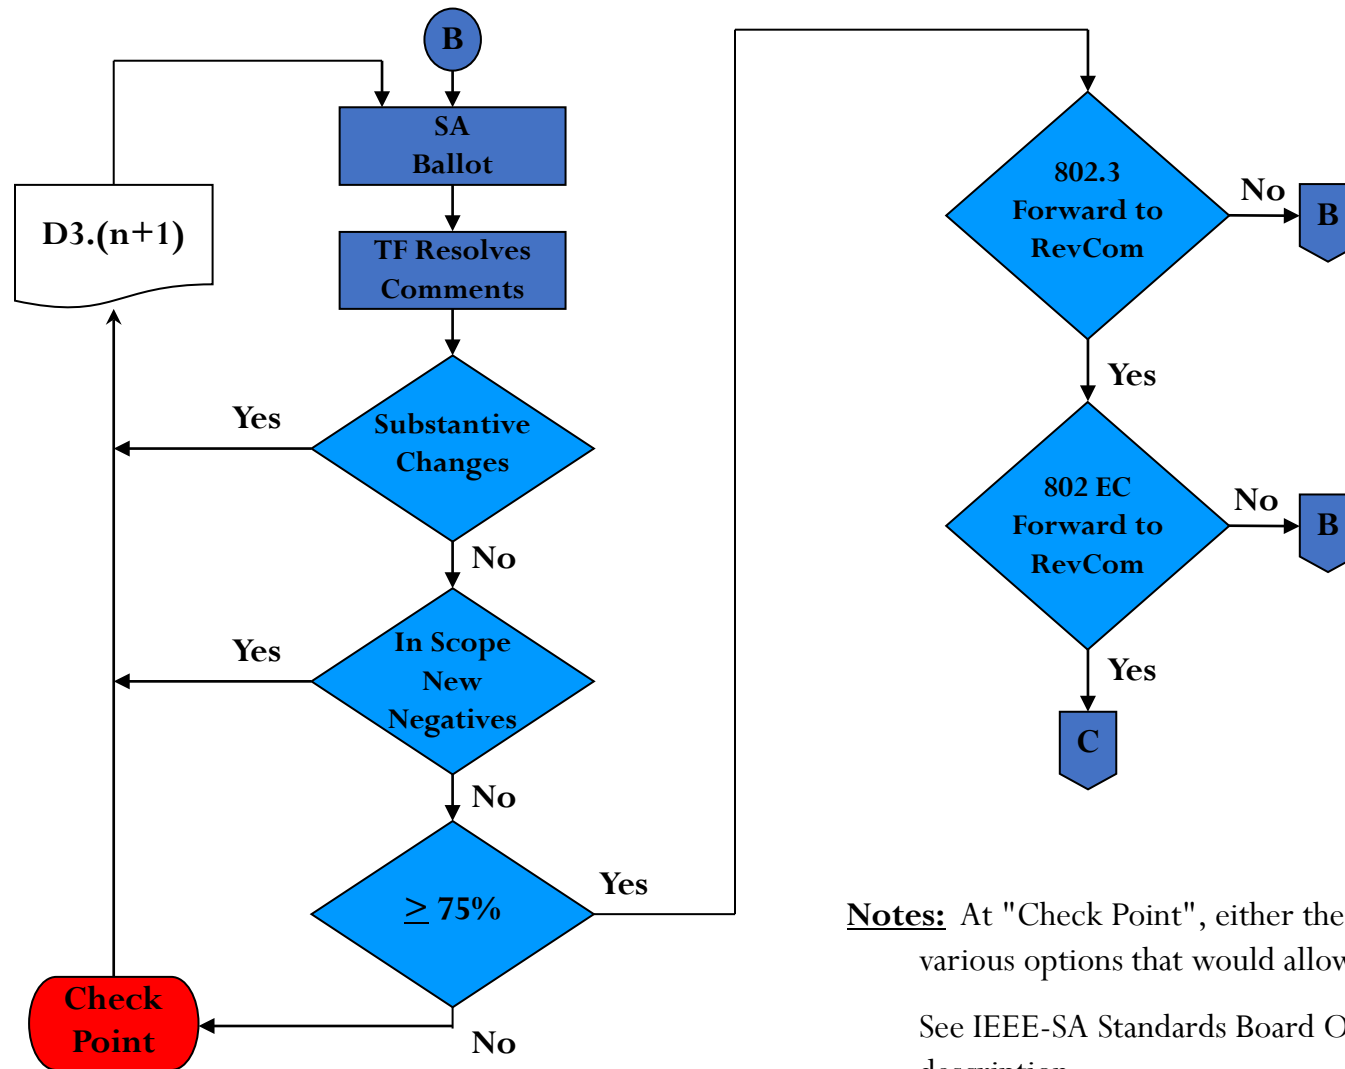 B
SA
Ballot
D3.(n+1)
TF Resolves
Comments
Substantive
Changes
Yes
No
In Scope
New
Negatives
Yes
No
≥ 75%
Yes
No
Check
Point
802.3
Forward to
RevCom
No
B
Yes
802 EC
Forward to
RevCom
No
B
Yes
C
Notes: At "Check Point", either the
various options that would allow
See IEEE-SA Standards Board O
description